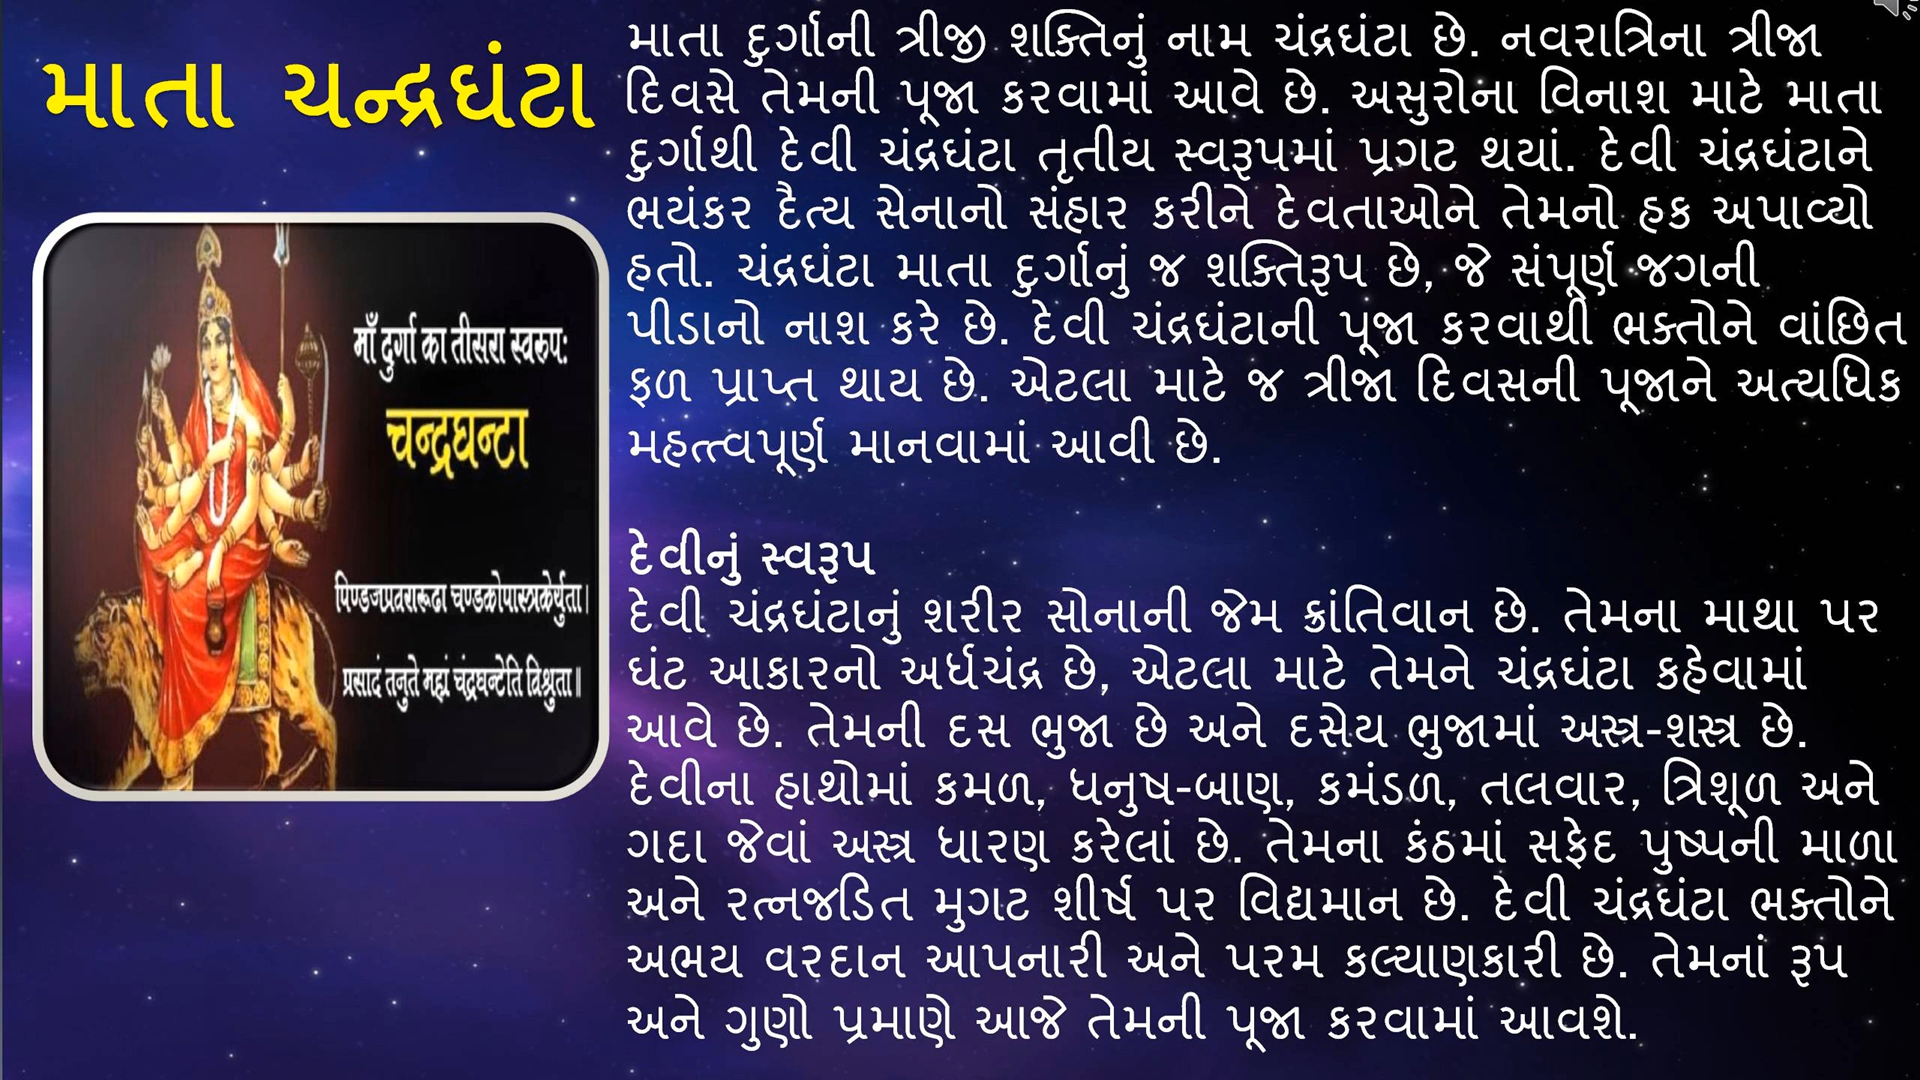 માતા ચન્દ્રઘંટા
माँ दुर्गा का तीसरा स्वरुप:
चन्द्रघन्टा
पिण्डजप्रवरारूढा चण्डकोपास्त्रकेर्युता।
प्रसादं तनुते मह्यं चंद्रघन्टेति विश्रुता॥
માતા દુર્ગાની ત્રીજી શક્તિનું નામ ચંદ્રઘંટા છે. નવરાત્રિના ત્રીજા
દિવસે તેમની પૂજા કરવામાં આવે છે. અસુરોના વિનાશ માટે માતા
દુર્ગાથી દેવી ચંદ્રઘંટા તૃતીય સ્વરૂપમાં પ્રગટ થયાં. દેવી ચંદ્રઘંટાને
ભયંકર દૈત્ય સેનાનો સંહાર કરીને દેવતાઓને તેમનો હક અપાવ્યો
હતો. ચંદ્રઘંટા માતા દુર્ગાનું જ શક્તિરૂપ છે, જે સંપૂર્ણ જગની
પીડાનો નાશ કરે છે. દેવી ચંદ્રઘંટાની પૂજા કરવાથી ભક્તોને વાંછિત
ફળ પ્રાપ્ત થાય છે. એટલા માટે જ ત્રીજા દિવસની પૂજાને અત્યધિક
મહત્ત્વપૂર્ણ માનવામાં આવી છે.
દેવીનું સ્વરૂપ
દેવી ચંદ્રઘંટાનું શરીર સોનાની જેમ ક્રાંતિવાન છે. તેમના માથા પર
ઘંટ આકારનો અર્ધચંદ્ર છે, એટલા માટે તેમને ચંદ્રઘંટા કહેવામાં
આવે છે. તેમની દસ ભુજા છે અને દસેય ભુજામાં અસ્ત્ર-શસ્ત્ર છે.
દેવીના હાથોમાં કમળ, ધનુષ-બાણ, કમંડળ, તલવાર, ત્રિશૂળ અને
ગદા જેવાં અસ્ત્ર ધારણ કરેલાં છે. તેમના કંઠમાં સફેદ પુષ્પની માળા
અને રત્નજડિત મુગટ શીર્ષ પર વિદ્યમાન છે. દેવી ચંદ્રઘંટા ભક્તોને
અભય વરદાન આપનારી અને પરમ કલ્યાણકારી છે. તેમનાં રૂપ
અને ગુણો પ્રમાણે આજે તેમની પૂજા કરવામાં આવશે.